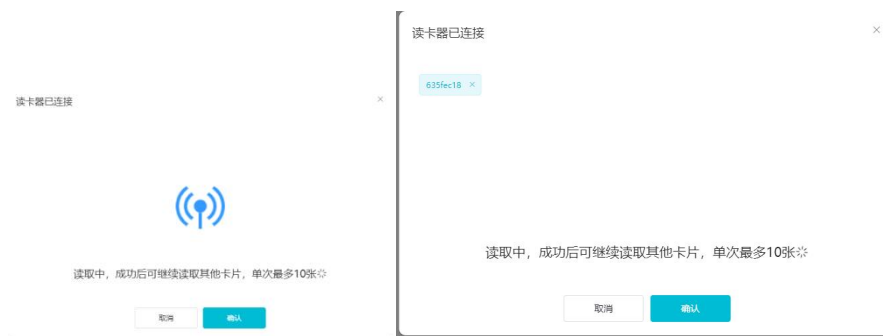 读卡器已连接
读取中，成功后可继续读取其他卡片，单次最多10张
取消
确认
读卡器已连接
635fec18
读取中，成功后可继续读取其他卡片，单次最多10张
取消
确认